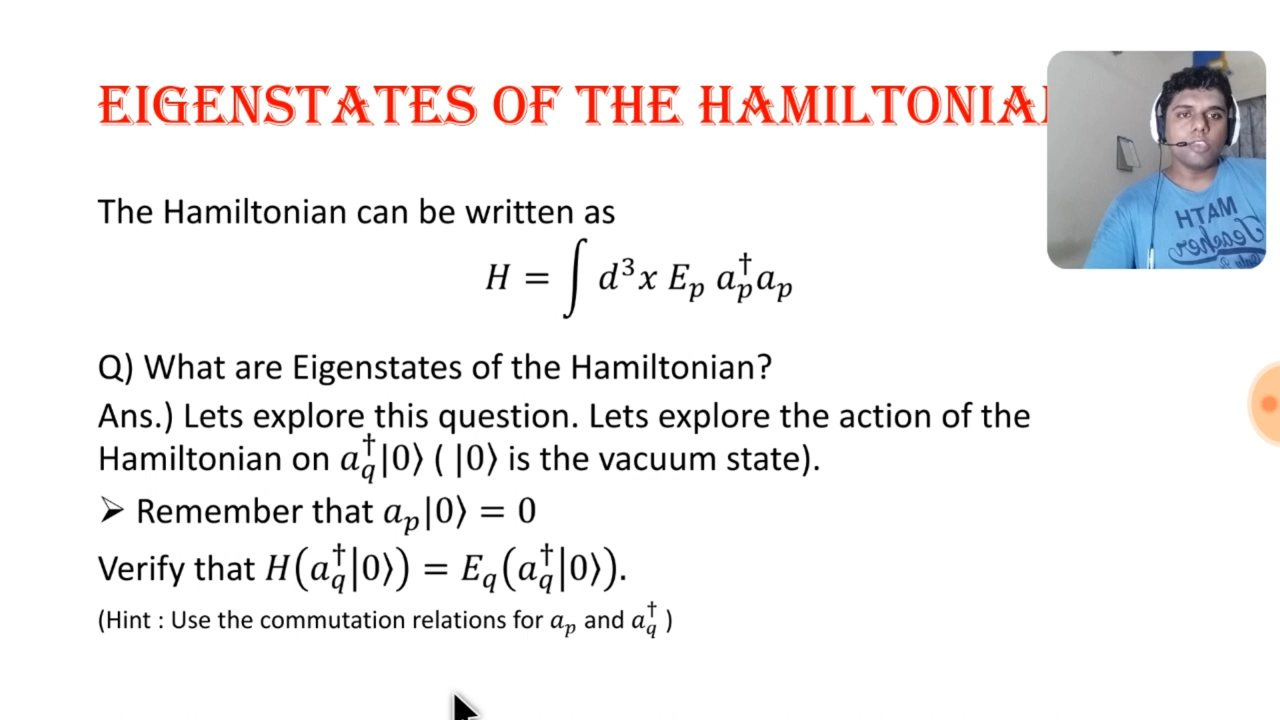 EIGENSTATES OF THE HAMILTONIA
The Hamiltonian can be written as
H = ∫ d³x E_p a_p^† a_p
Q) What are Eigenstates of the Hamiltonian?
Ans.) Lets explore this question. Lets explore the action of the
Hamiltonian on a_q^†|0⟩ ( |0⟩ is the vacuum state).
➢ Remember that a_p|0⟩ = 0
Verify that H(a_q^†|0⟩) = E_q(a_q^†|0⟩).
(Hint : Use the commutation relations for a_p and a_q^† )
MATH
Teacher